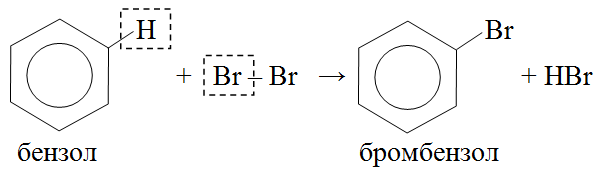 H + Br – Br → Br + HBr
бензол бромбензол